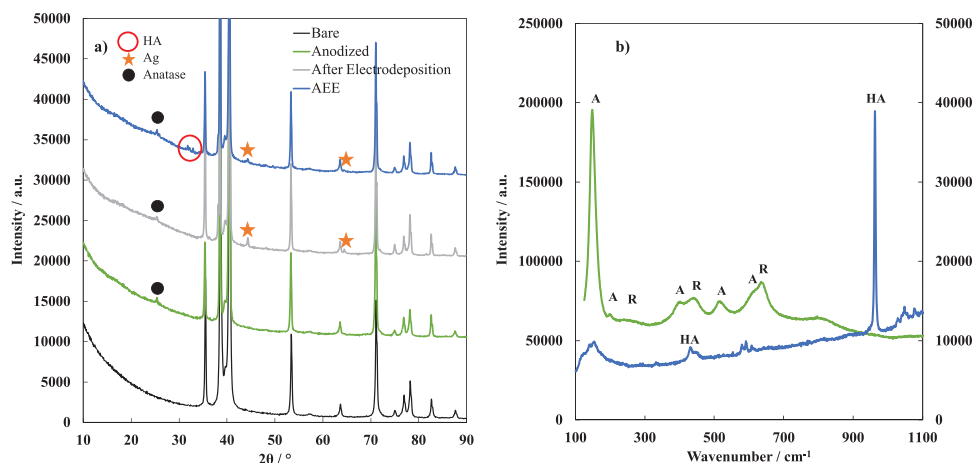 a)
HA
Ag
Anatase
Bare
Anodized
After Electrodeposition
AEE
50000
45000
40000
35000
30000
25000
20000
15000
10000
5000
0
Intensity / a.u.
10 20 30 40 50 60 70 80 90
2θ / °
b)
250000
200000
150000
100000
50000
0
Intensity / a.u.
A
A R
A R
A
A R
HA
HA
50000
40000
30000
20000
10000
0
100 300 500 700 900 1100
Wavenumber / cm-1